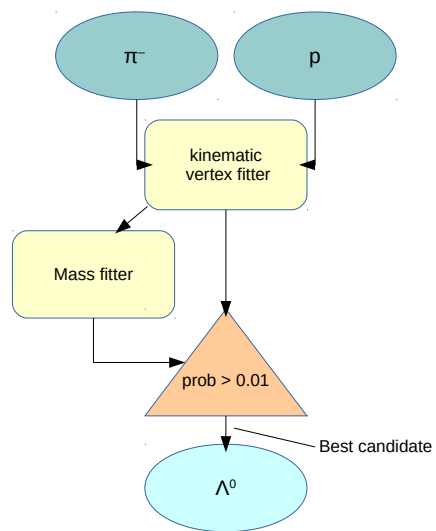 π⁻
p
kinematic
vertex fitter
Mass fitter
prob > 0.01
Best candidate
Λ⁰